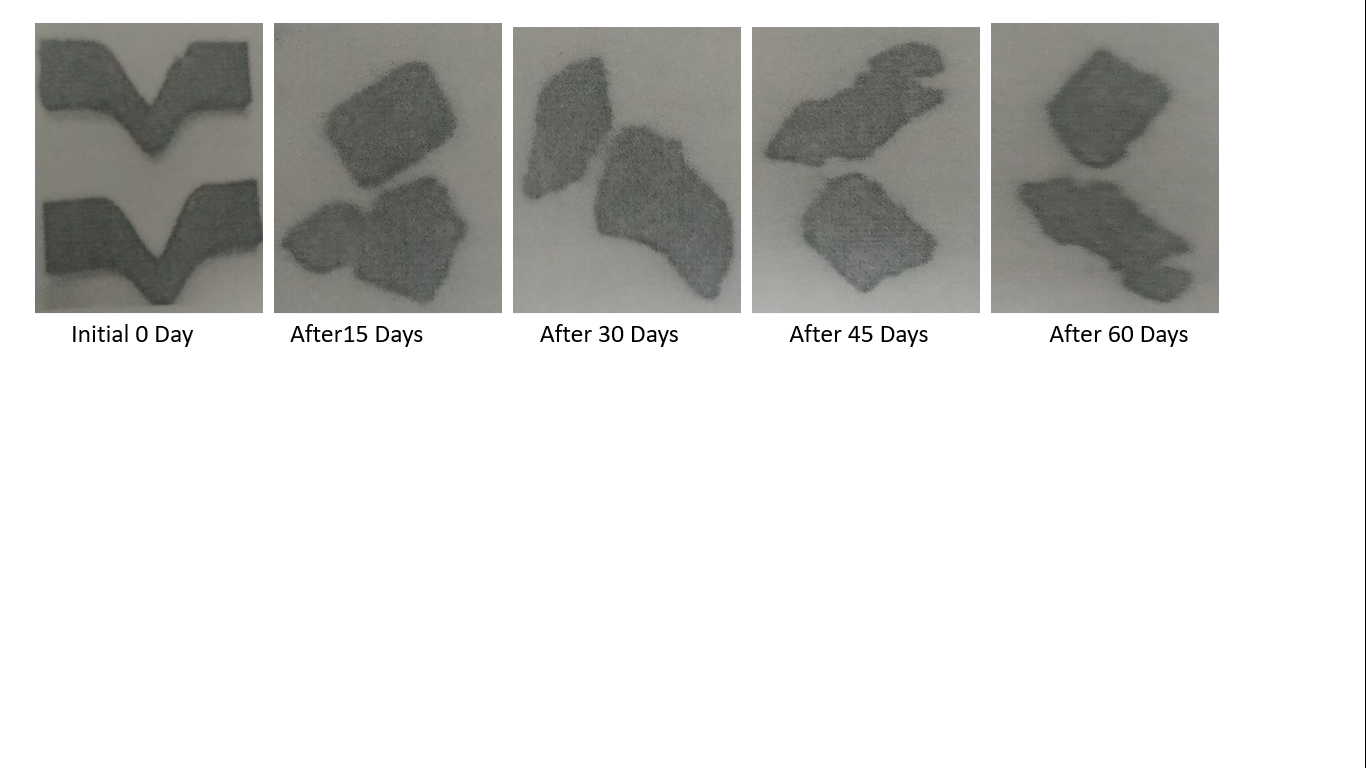 Initial 0 Day
After15 Days
After 30 Days
After 45 Days
After 60 Days